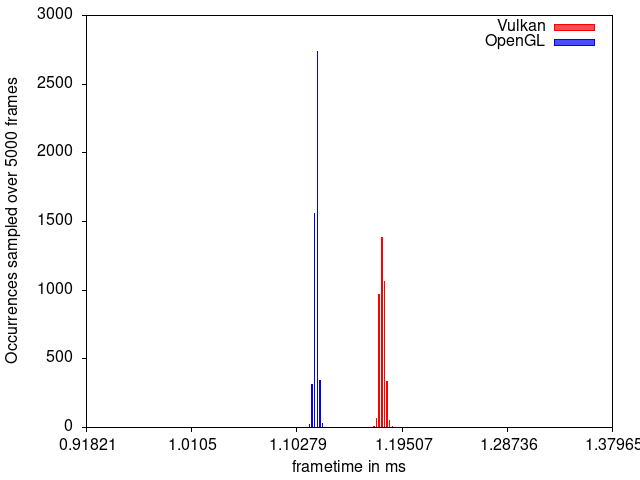 3000
Vulkan
OpenGL
2500
2000
1500
1000
500
0
Occurrences sampled over 5000 frames
0.91821 1.0105 1.10279 1.19507 1.28736 1.37965
frametime in ms